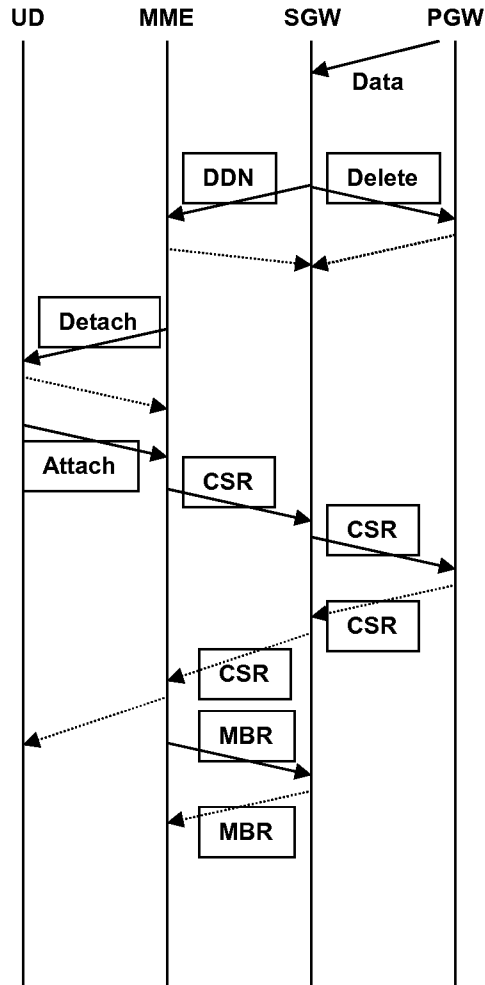 UD MME SGW PGW
Data
DDN Delete
Detach
Attach CSR
CSR
CSR
CSR
MBR
MBR